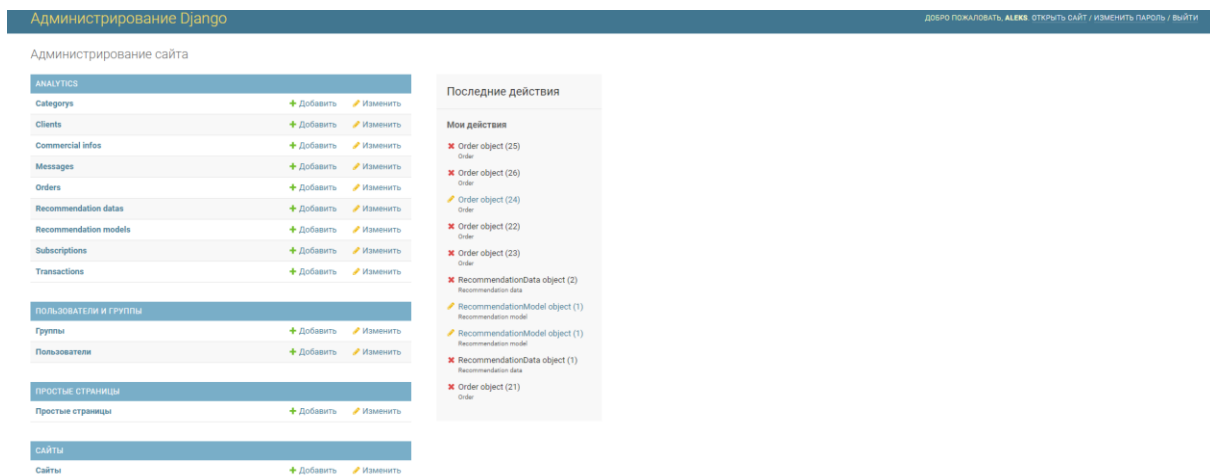 Администрирование Django
ДОБРО ПОЖАЛОВАТЬ, ALEKS. ОТКРЫТЬ САЙТ / ИЗМЕНИТЬ ПАРОЛЬ / ВЫЙТИ
Администрирование сайта
ANALYTICS
Categorys Добавить Изменить
Clients Добавить Изменить
Commercial infos Добавить Изменить
Messages Добавить Изменить
Orders Добавить Изменить
Recommendation datas Добавить Изменить
Recommendation models Добавить Изменить
Subscriptions Добавить Изменить
Transactions Добавить Изменить
ПОЛЬЗОВАТЕЛИ И ГРУППЫ
Группы Добавить Изменить
Пользователи Добавить Изменить
ПРОСТЫЕ СТРАНИЦЫ
Простые страницы Добавить Изменить
САЙТЫ
Сайты Добавить Изменить
Последние действия
Мои действия
Order object (25)
Order
Order object (26)
Order
Order object (24)
Order
Order object (22)
Order
Order object (23)
Order
RecommendationData object (2)
Recommendation data
RecommendationModel object (1)
Recommendation model
RecommendationModel object (1)
Recommendation model
RecommendationData object (1)
Recommendation data
Order object (21)
Order